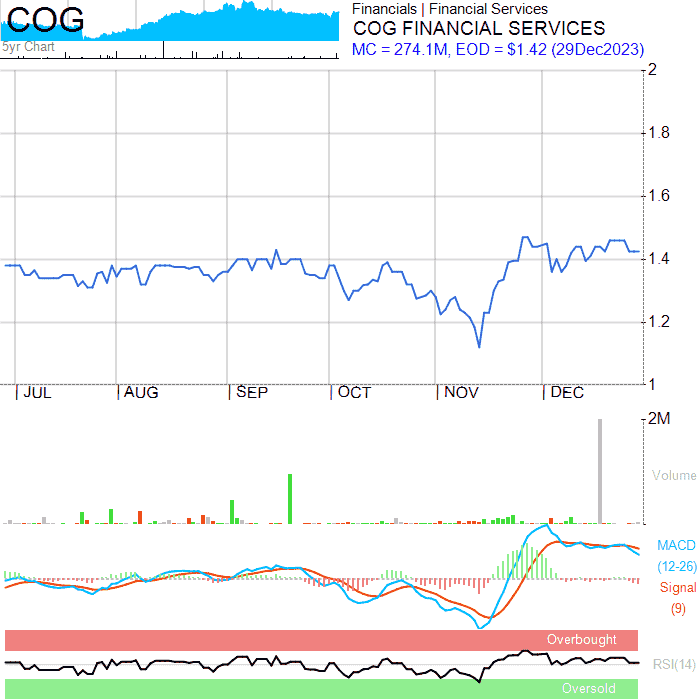 COG
5yr Chart
Financials | Financial Services
COG FINANCIAL SERVICES
MC = 274.1M, EOD = $1.42 (29Dec2023)
2
1.8
1.6
1.4
1.2
1
| JUL | AUG | SEP | OCT | NOV | DEC
2M
Volume
MACD
(12-26)
Signal
(9)
Overbought
RSI(14)
Oversold